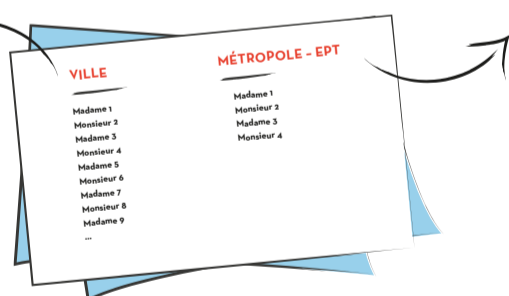 VILLE
Madame 1
Monsieur 2
Madame 3
Monsieur 4
Madame 5
Monsieur 6
Madame 7
Monsieur 8
Madame 9
...
MÉTROPOLE – EPT
Madame 1
Monsieur 2
Madame 3
Monsieur 4